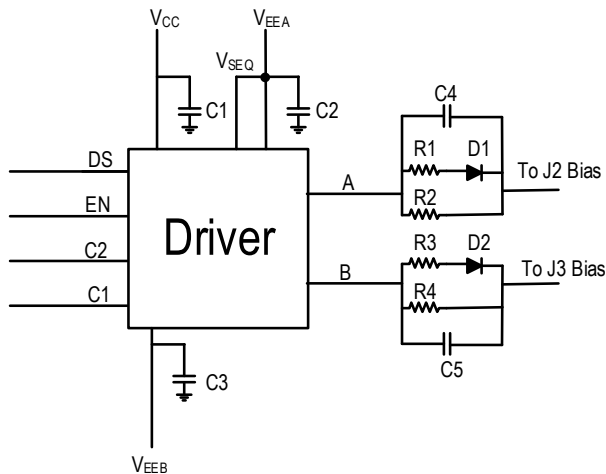 VCC
VEEA
VSEQ
C1
C2
C4
DS
R1
D1
To J2 Bias
EN
A
R2
Driver
C2
R3
D2
To J3 Bias
B
R4
C1
C5
C3
VEEB